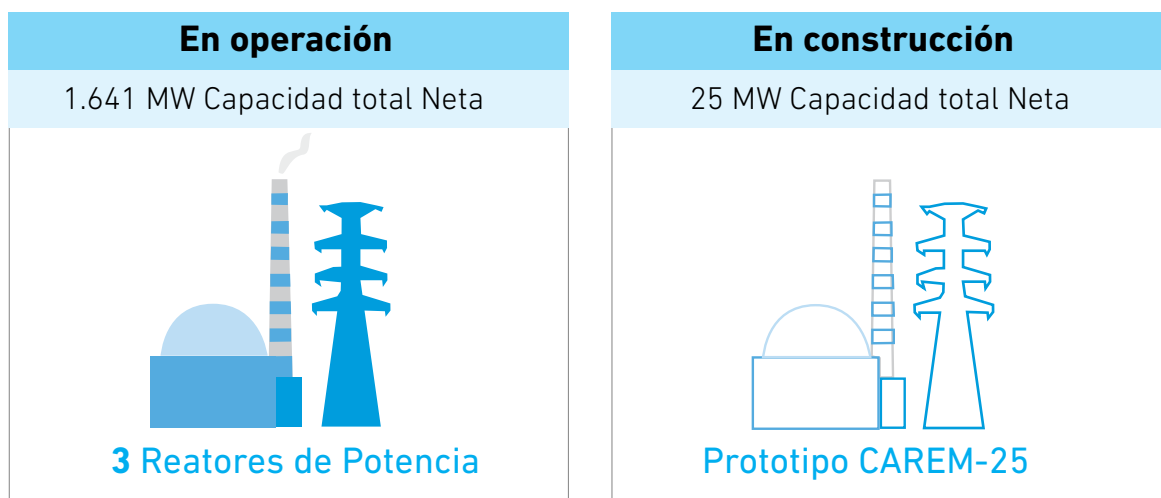 En operación
1.641 MW Capacidad total Neta
3 Reatores de Potencia
En construcción
25 MW Capacidad total Neta
Prototipo CAREM-25